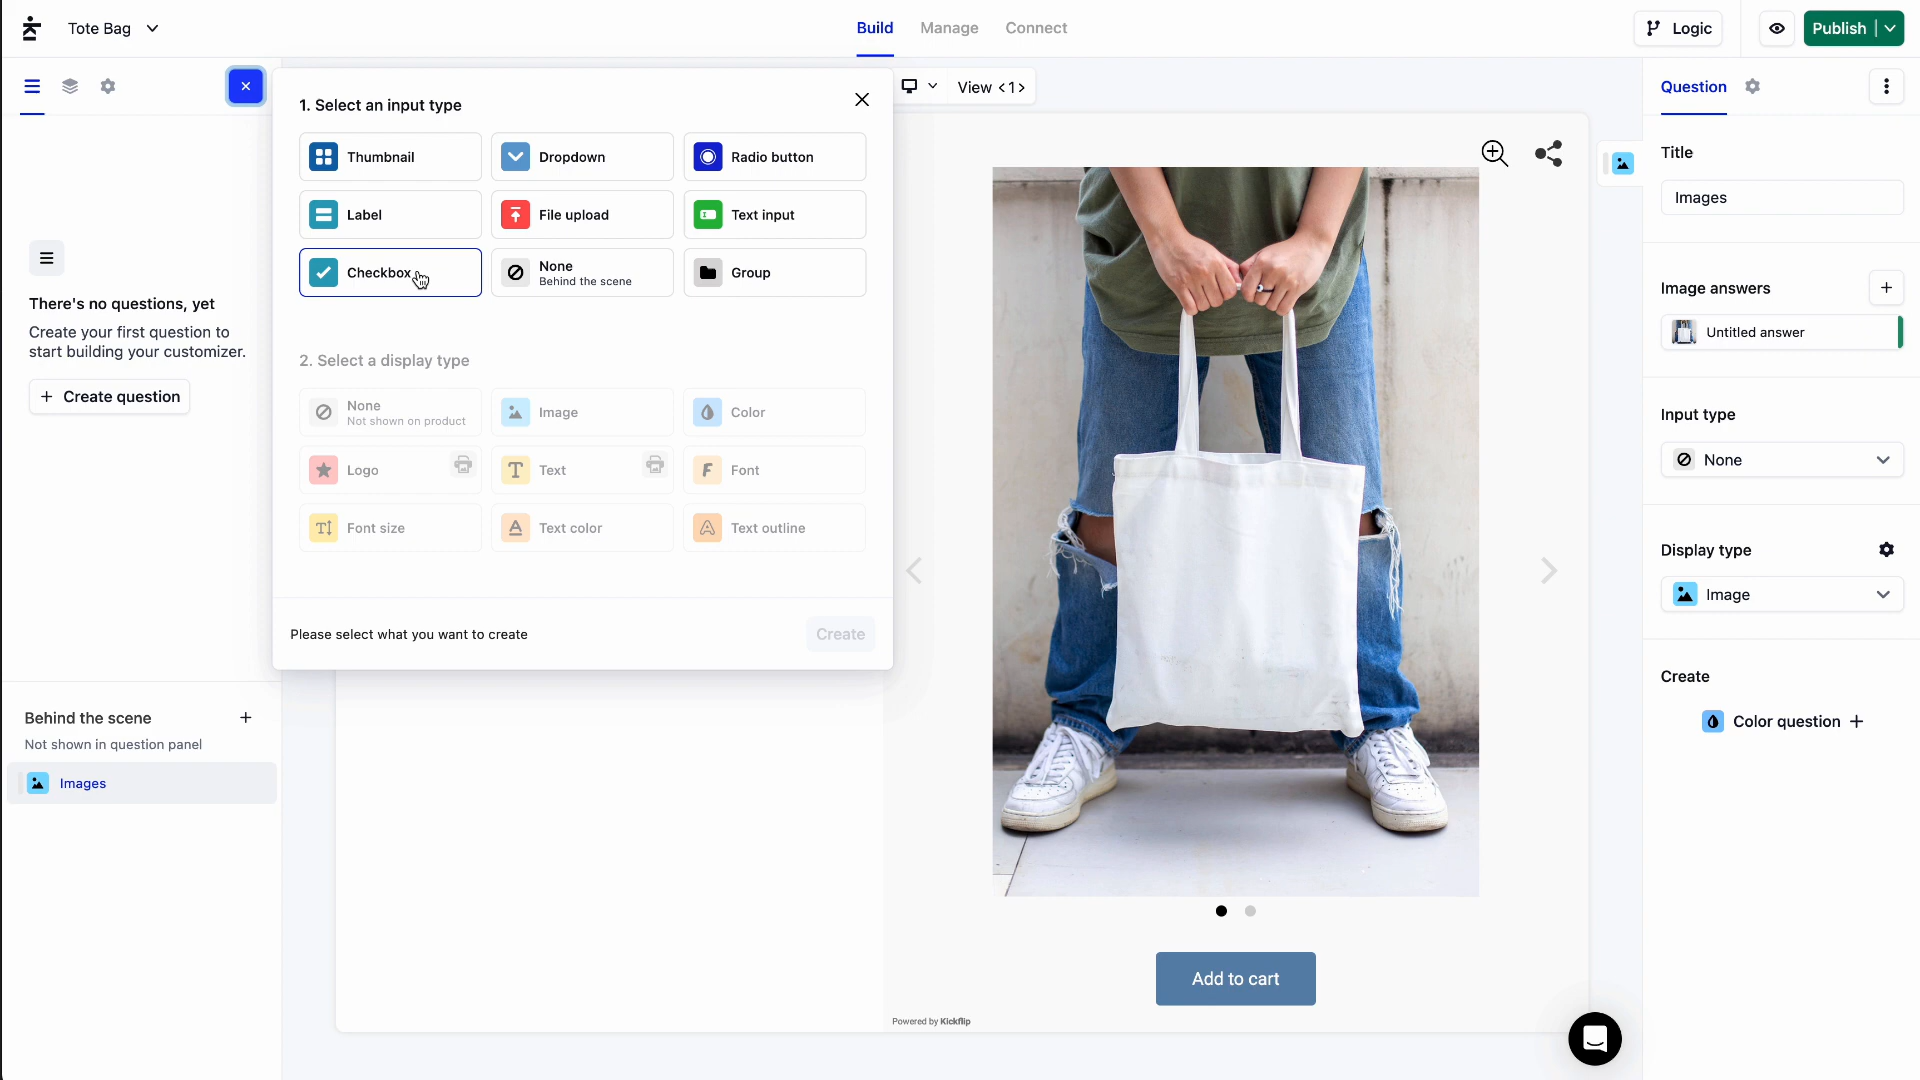 Tote Bag
Build
Manage
Connect
Logic
Publish
1. Select an input type
Thumbnail
Dropdown
Radio button
Label
File upload
Text input
Checkbox
None
Behind the scene
Group
2. Select a display type
None
Not shown on product
Image
Color
Logo
Text
Font
Font size
Text color
Text outline
Please select what you want to create
Create
There's no questions, yet
Create your first question to
start building your customizer.
+ Create question
Behind the scene +
Not shown in question panel
Images
View <1>
Add to cart
Powered by Kickflip
Question
Title
Images
Image answers +
Untitled answer
Input type
None
Display type
Image
Create
Color question +